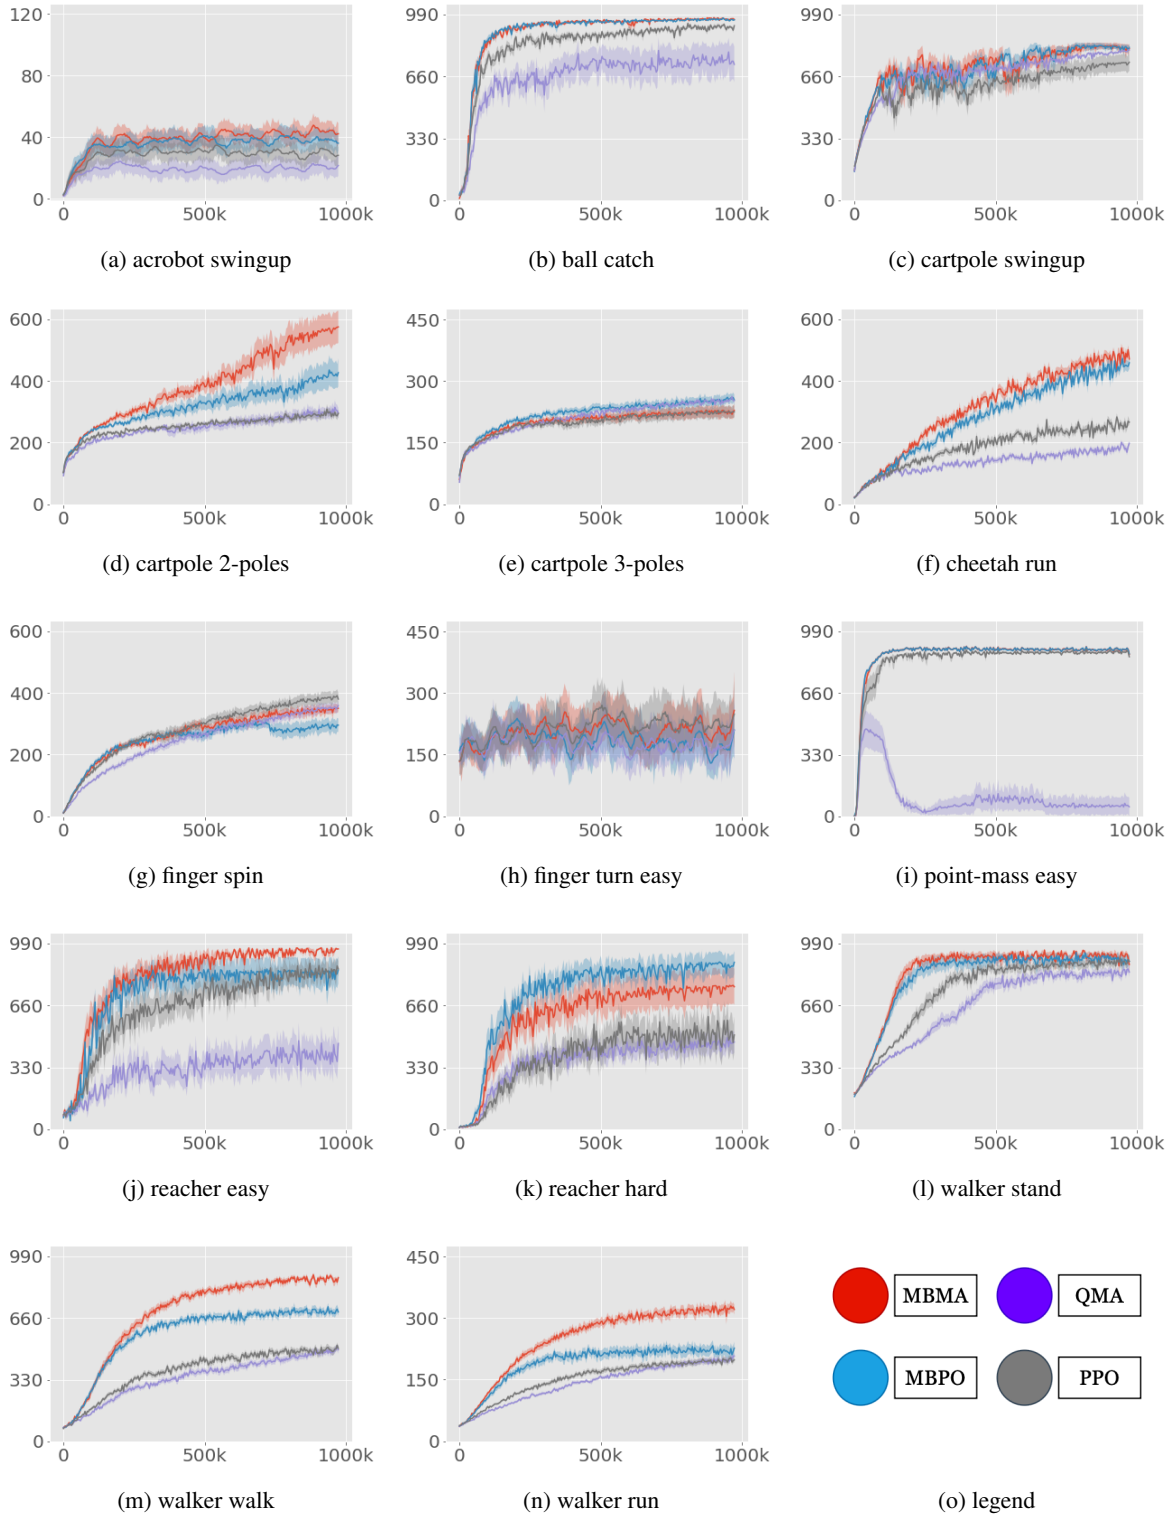 120
80
40
0
0 500k 1000k
(a) acrobot swingup
990
660
330
0
0 500k 1000k
(b) ball catch
990
660
330
0
0 500k 1000k
(c) cartpole swingup
600
400
200
0
0 500k 1000k
(d) cartpole 2-poles
450
300
150
0
0 500k 1000k
(e) cartpole 3-poles
600
400
200
0
0 500k 1000k
(f) cheetah run
600
400
200
0
0 500k 1000k
(g) finger spin
450
300
150
0
0 500k 1000k
(h) finger turn easy
990
660
330
0
0 500k 1000k
(i) point-mass easy
990
660
330
0
0 500k 1000k
(j) reacher easy
990
660
330
0
0 500k 1000k
(k) reacher hard
990
660
330
0
0 500k 1000k
(l) walker stand
990
660
330
0
0 500k 1000k
(m) walker walk
450
300
150
0
0 500k 1000k
(n) walker run
MBMA QMA
MBPO PPO
(o) legend